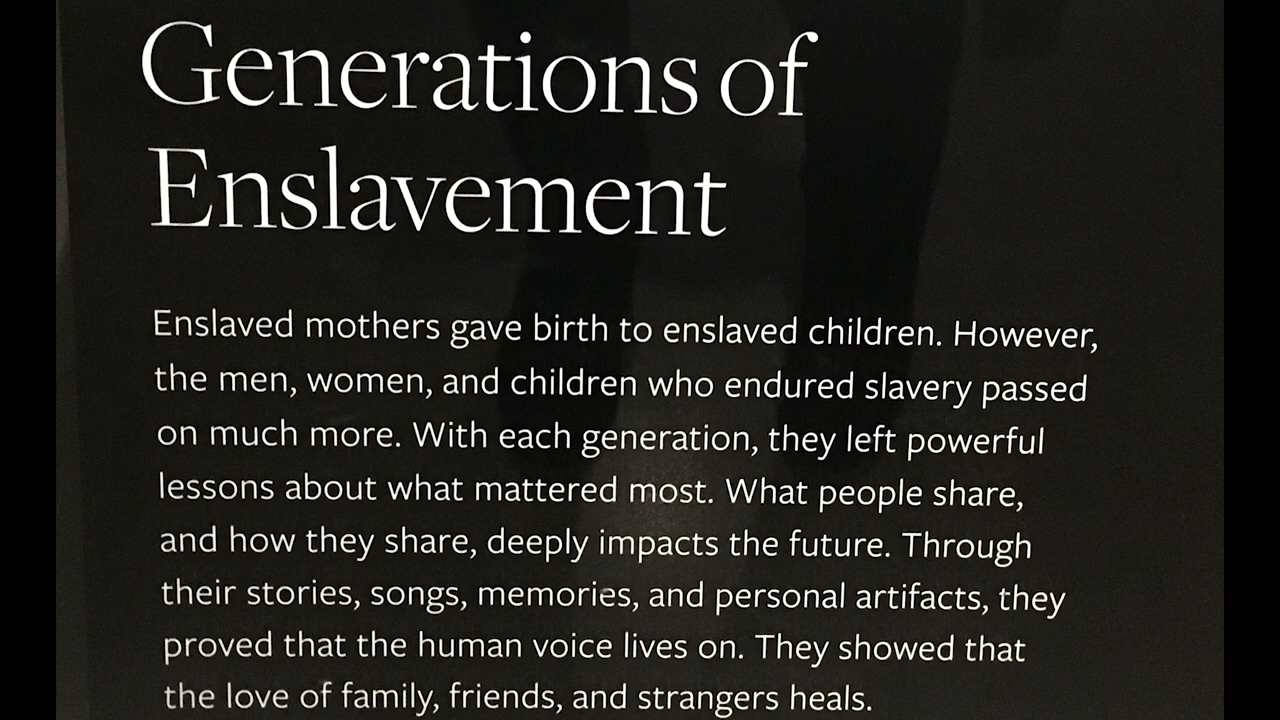 Generations of
Enslavement
Enslaved mothers gave birth to enslaved children. However,
the men, women, and children who endured slavery passed
on much more. With each generation, they left powerful
lessons about what mattered most. What people share,
and how they share, deeply impacts the future. Through
their stories, songs, memories, and personal artifacts, they
proved that the human voice lives on. They showed that
the love of family, friends, and strangers heals.